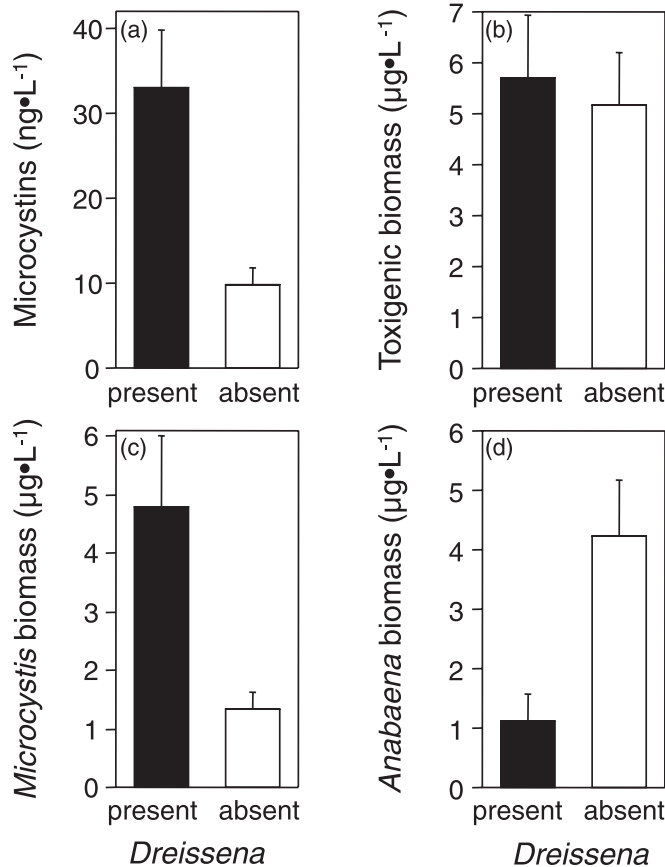 (a)
Microcystins (ng•L⁻¹)
40
30
20
10
0
present absent
(b)
Toxigenic biomass (µg•L⁻¹)
7
6
5
4
3
2
1
0
present absent
(c)
Microcystis biomass (µg•L⁻¹)
6
5
4
3
2
1
0
present absent
Dreissena
(d)
Anabaena biomass (µg•L⁻¹)
6
5
4
3
2
1
0
present absent
Dreissena